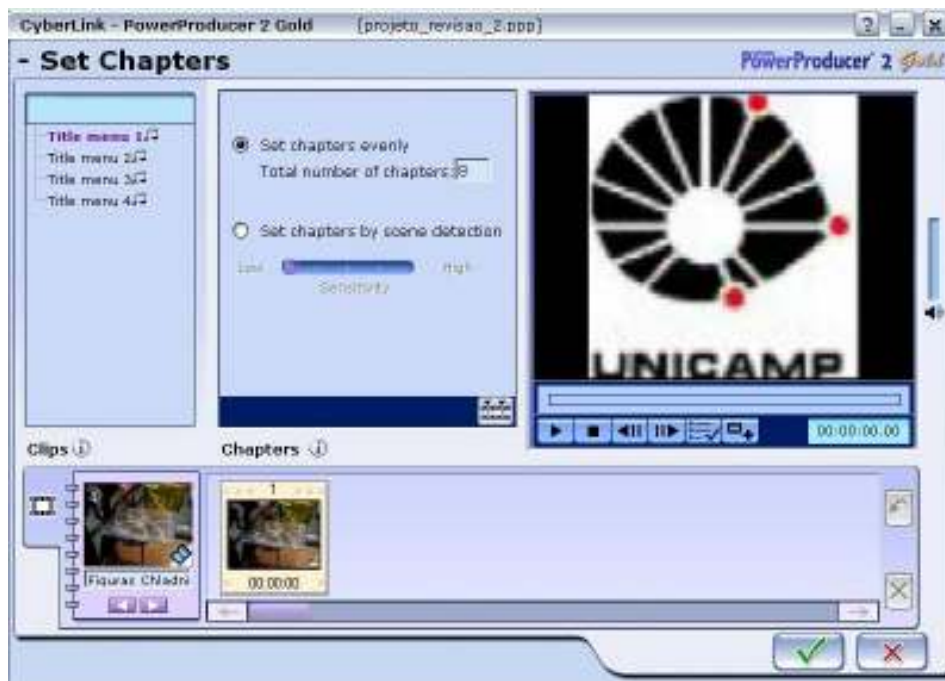 CyberLink - PowerProducer 2 Gold [projeto_revisao_2.ppp]
- Set Chapters
PowerProducer 2 Gold
Title menu 1
Title menu 2
Title menu 3
Title menu 4
Set chapters evenly
Total number of chapters:
Set chapters by scene detection
Low High
Sensitivity
UNICAMP
00:00:00.00
Clips
Chapters
1
Figuras Chladni
00:00:00